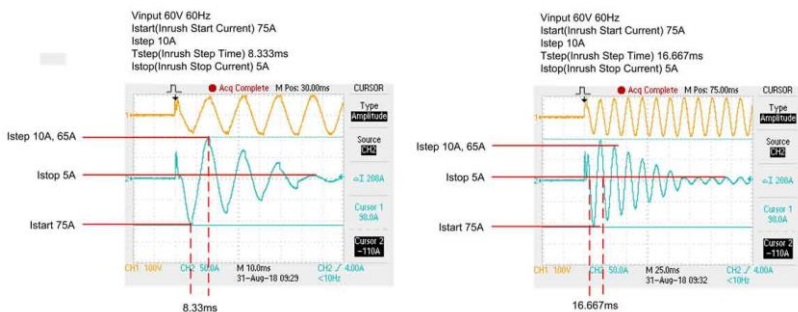 Vinput 60V 60Hz
Istart(Inrush Start Current) 75A
Istep 10A
Tstep(Inrush Step Time) 8.333ms
Istop(Inrush Stop Current) 5A
Acq Complete M Pos: 30.00ms CURSOR
Type
Amplitude
Source
CH2
ΔI 208A
Cursor 1
98.0A
Cursor 2
-110A
1
2
Istep 10A, 65A
Istop 5A
Istart 75A
CH1 100V CH2 50.0A M 10.0ms CH2 / 4.00A
31-Aug-18 09:29 <10Hz
8.33ms
Vinput 60V 60Hz
Istart(Inrush Start Current) 75A
Istep 10A
Tstep(Inrush Step Time) 16.667ms
Istop(Inrush Stop Current) 5A
Acq Complete M Pos: 75.00ms CURSOR
Type
Amplitude
Source
CH2
ΔI 208A
Cursor 1
98.0A
Cursor 2
-110A
1
2
Istep 10A, 65A
Istop 5A
Istart 75A
CH1 100V CH2 50.0A M 25.0ms CH2 / 4.00A
31-Aug-18 09:32 <10Hz
16.667ms